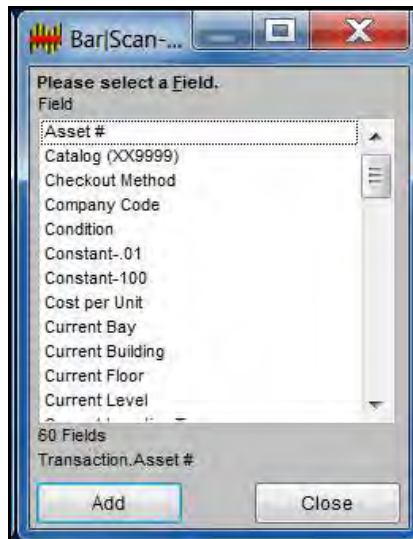 Bar|Scan-...
Please select a Field.
Field
Asset #
Catalog (XX9999)
Checkout Method
Company Code
Condition
Constant-.01
Constant-100
Cost per Unit
Current Bay
Current Building
Current Floor
Current Level
60 Fields
Transaction.Asset #
Add Close